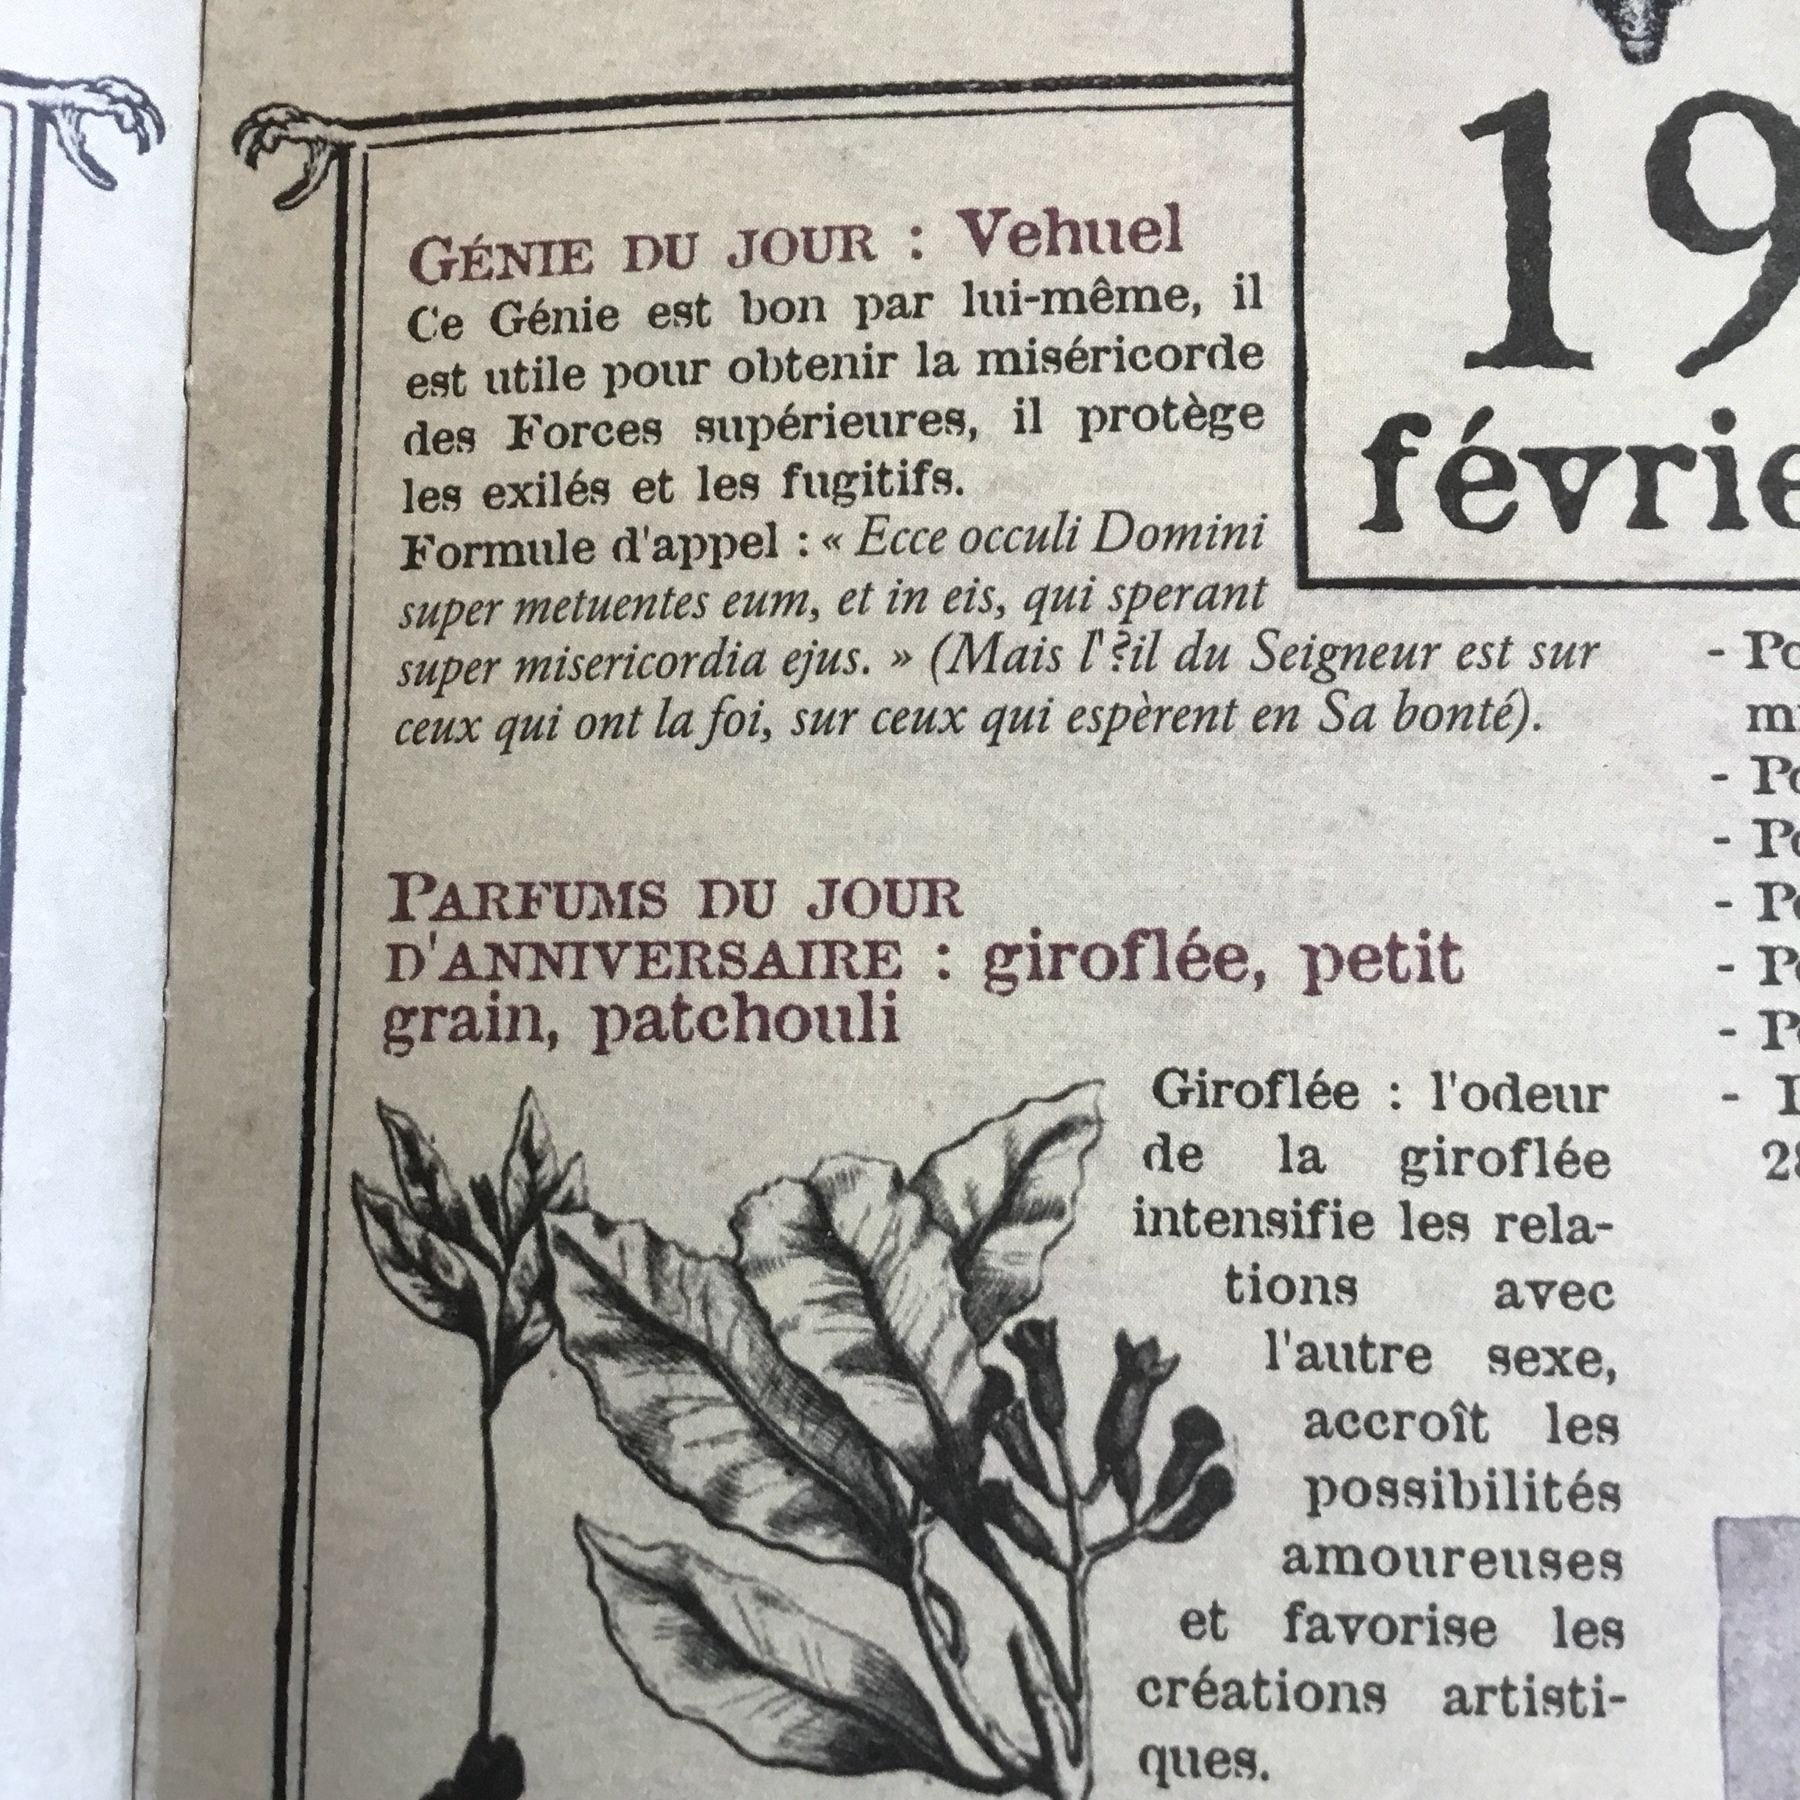 19
févrie
GÉNIE DU JOUR : Vehuel
Ce Génie est bon par lui-même, il
est utile pour obtenir la miséricorde
des Forces supérieures, il protège
les exilés et les fugitifs.
Formule d'appel : « Ecce occuli Domini
super metuentes eum, et in eis, qui sperant
super misericordia ejus. » (Mais l'?il du Seigneur est sur
ceux qui ont la foi, sur ceux qui espèrent en Sa bonté).
PARFUMS DU JOUR
D'ANNIVERSAIRE : giroflée, petit
grain, patchouli
Giroflée : l'odeur
de la giroflée
intensifie les rela-
tions avec
l'autre sexe,
accroît les
possibilités
amoureuses
et favorise les
créations artisti-
ques.